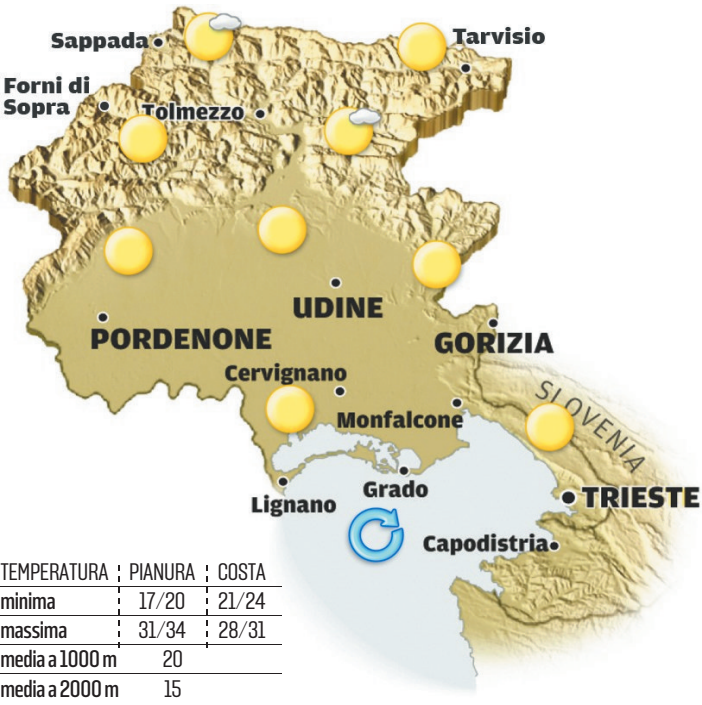 Sappada
Tarvisio
Forni di
Sopra
Tolmezzo
UDINE
PORDENONE
GORIZIA
Cervignano
SLOVENIA
Monfalcone
Grado
Lignano
TRIESTE
Capodistria
TEMPERATURA PIANURA COSTA
minima 17/20 21/24
massima 31/34 28/31
media a 1000 m 20
media a 2000 m 15